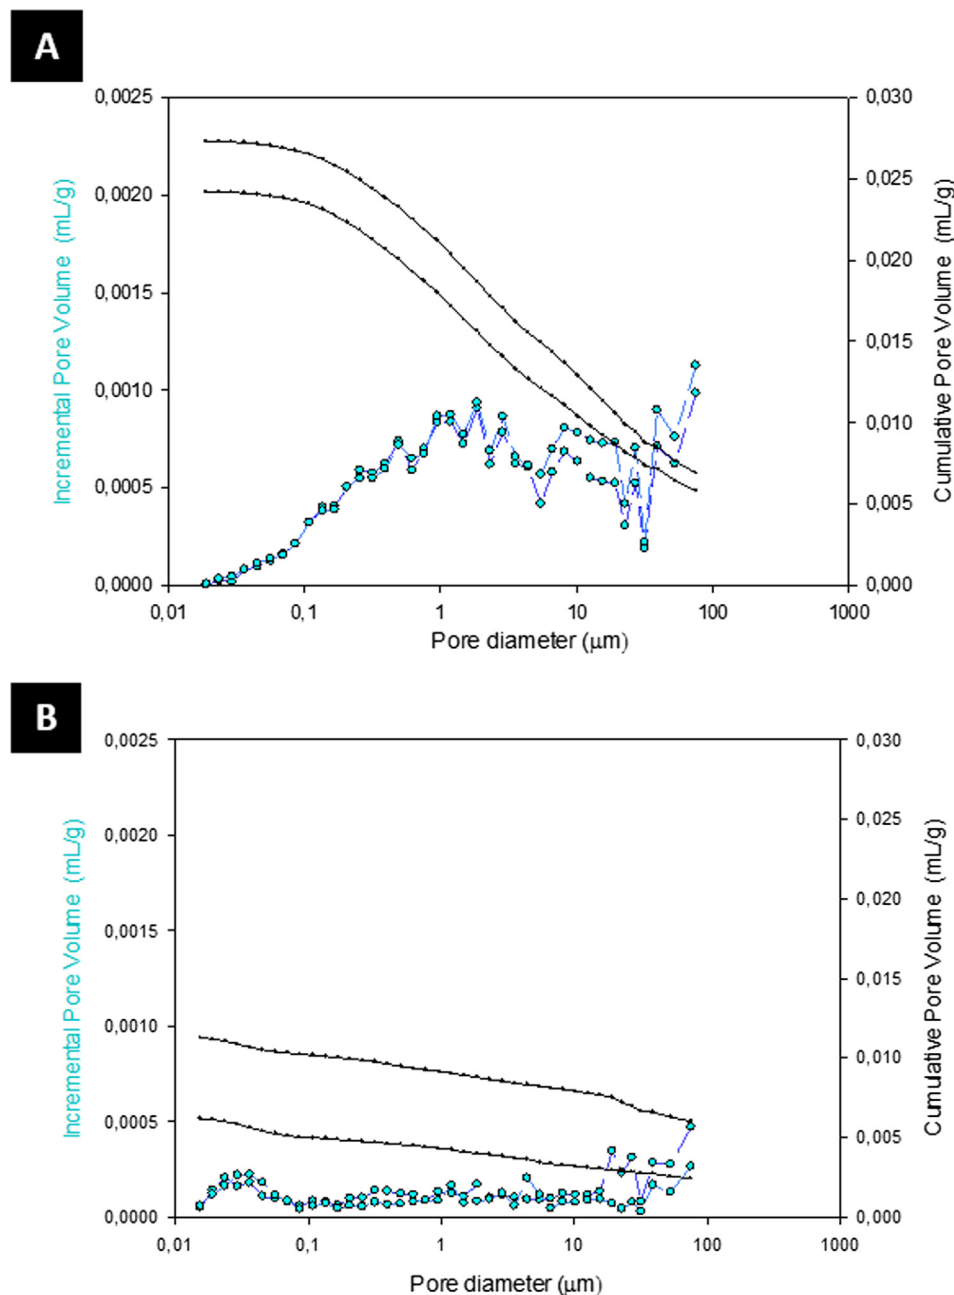 A
Incremental Pore Volume (mL/g)
0,0025
0,0020
0,0015
0,0010
0,0005
0,0000
0,030
0,025
0,020
0,015
0,010
0,005
0,000
Cumulative Pore Volume (mL/g)
0,01 0,1 1 10 100 1000
Pore diameter (μm)
B
Incremental Pore Volume (mL/g)
0,0025
0,0020
0,0015
0,0010
0,0005
0,0000
0,030
0,025
0,020
0,015
0,010
0,005
0,000
Cumulative Pore Volume (mL/g)
0,01 0,1 1 10 100 1000
Pore diameter (μm)